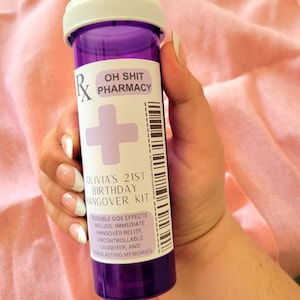 Rx
OH SHIT
PHARMACY
OLIVIA'S 21ST
BIRTHDAY
HANGOVER KIT
POSSIBLE SIDE EFFECTS
INCLUDE: IMMEDIATE
HANGOVER RELIEF,
UNCONTROLLABLE
LAUGHTER, AND
EVERLASTING MEMORIES